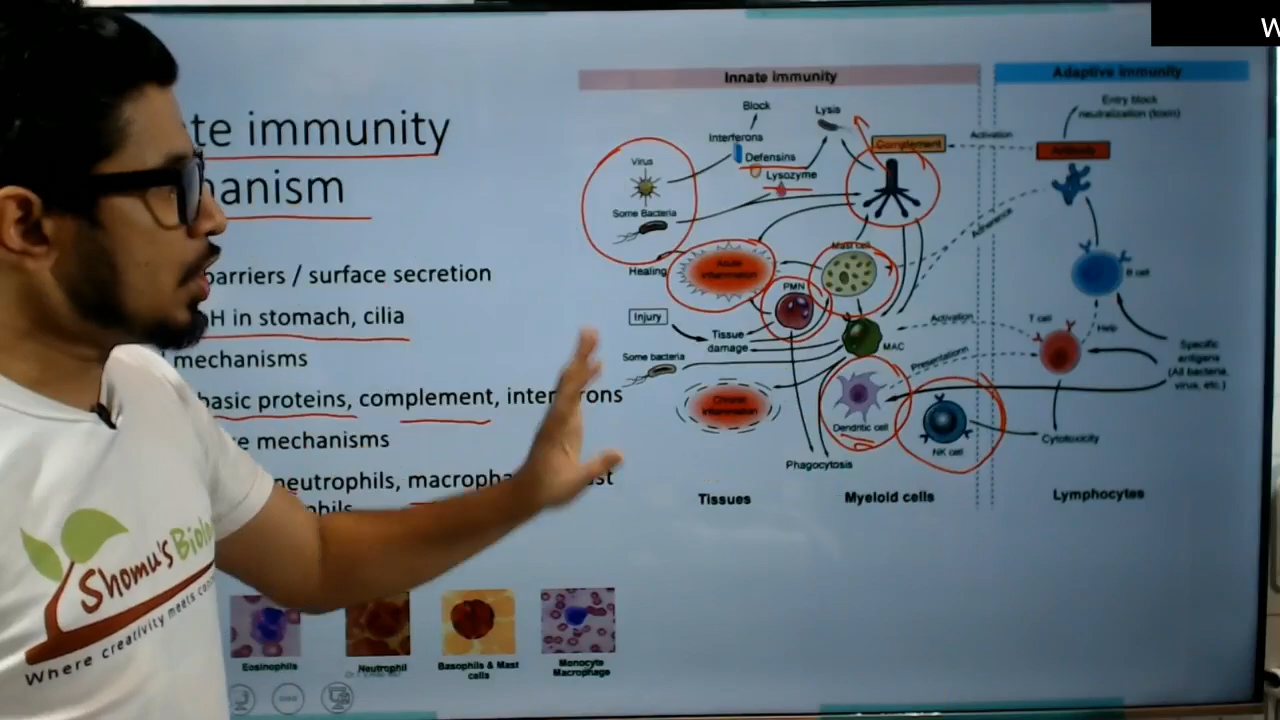 W
te immunity
hanism
barriers / surface secretion
H in stomach, cilia
mechanisms
basic proteins, complement, inter rons
e mechanisms
neutrophils, macropha st
phils
Eosinophils
Neutrophil
Basophils & Mast
cells
Monocyte
Macrophage
Innate immunity
Adaptive immunity
Block
Lysis
Entry block
neutralization (toxin)
Interferons
Complement
Activation
Antibody
Virus
Defensins
Lysozyme
Some Bacteria
Adherence
Healing
Acute
inflammation
Mast cell
B cell
PMN
Injury
Tissue
damage
MAC
Activation
T cell
Help
Some bacteria
Presentation
Specific
antigens
(All bacteria,
virus, etc.)
Chronic
inflammation
Dendritic cell
NK cell
Cytotoxicity
Phagocytosis
Tissues
Myeloid cells
Lymphocytes
Shomu's Biolo
Where creativity meets con